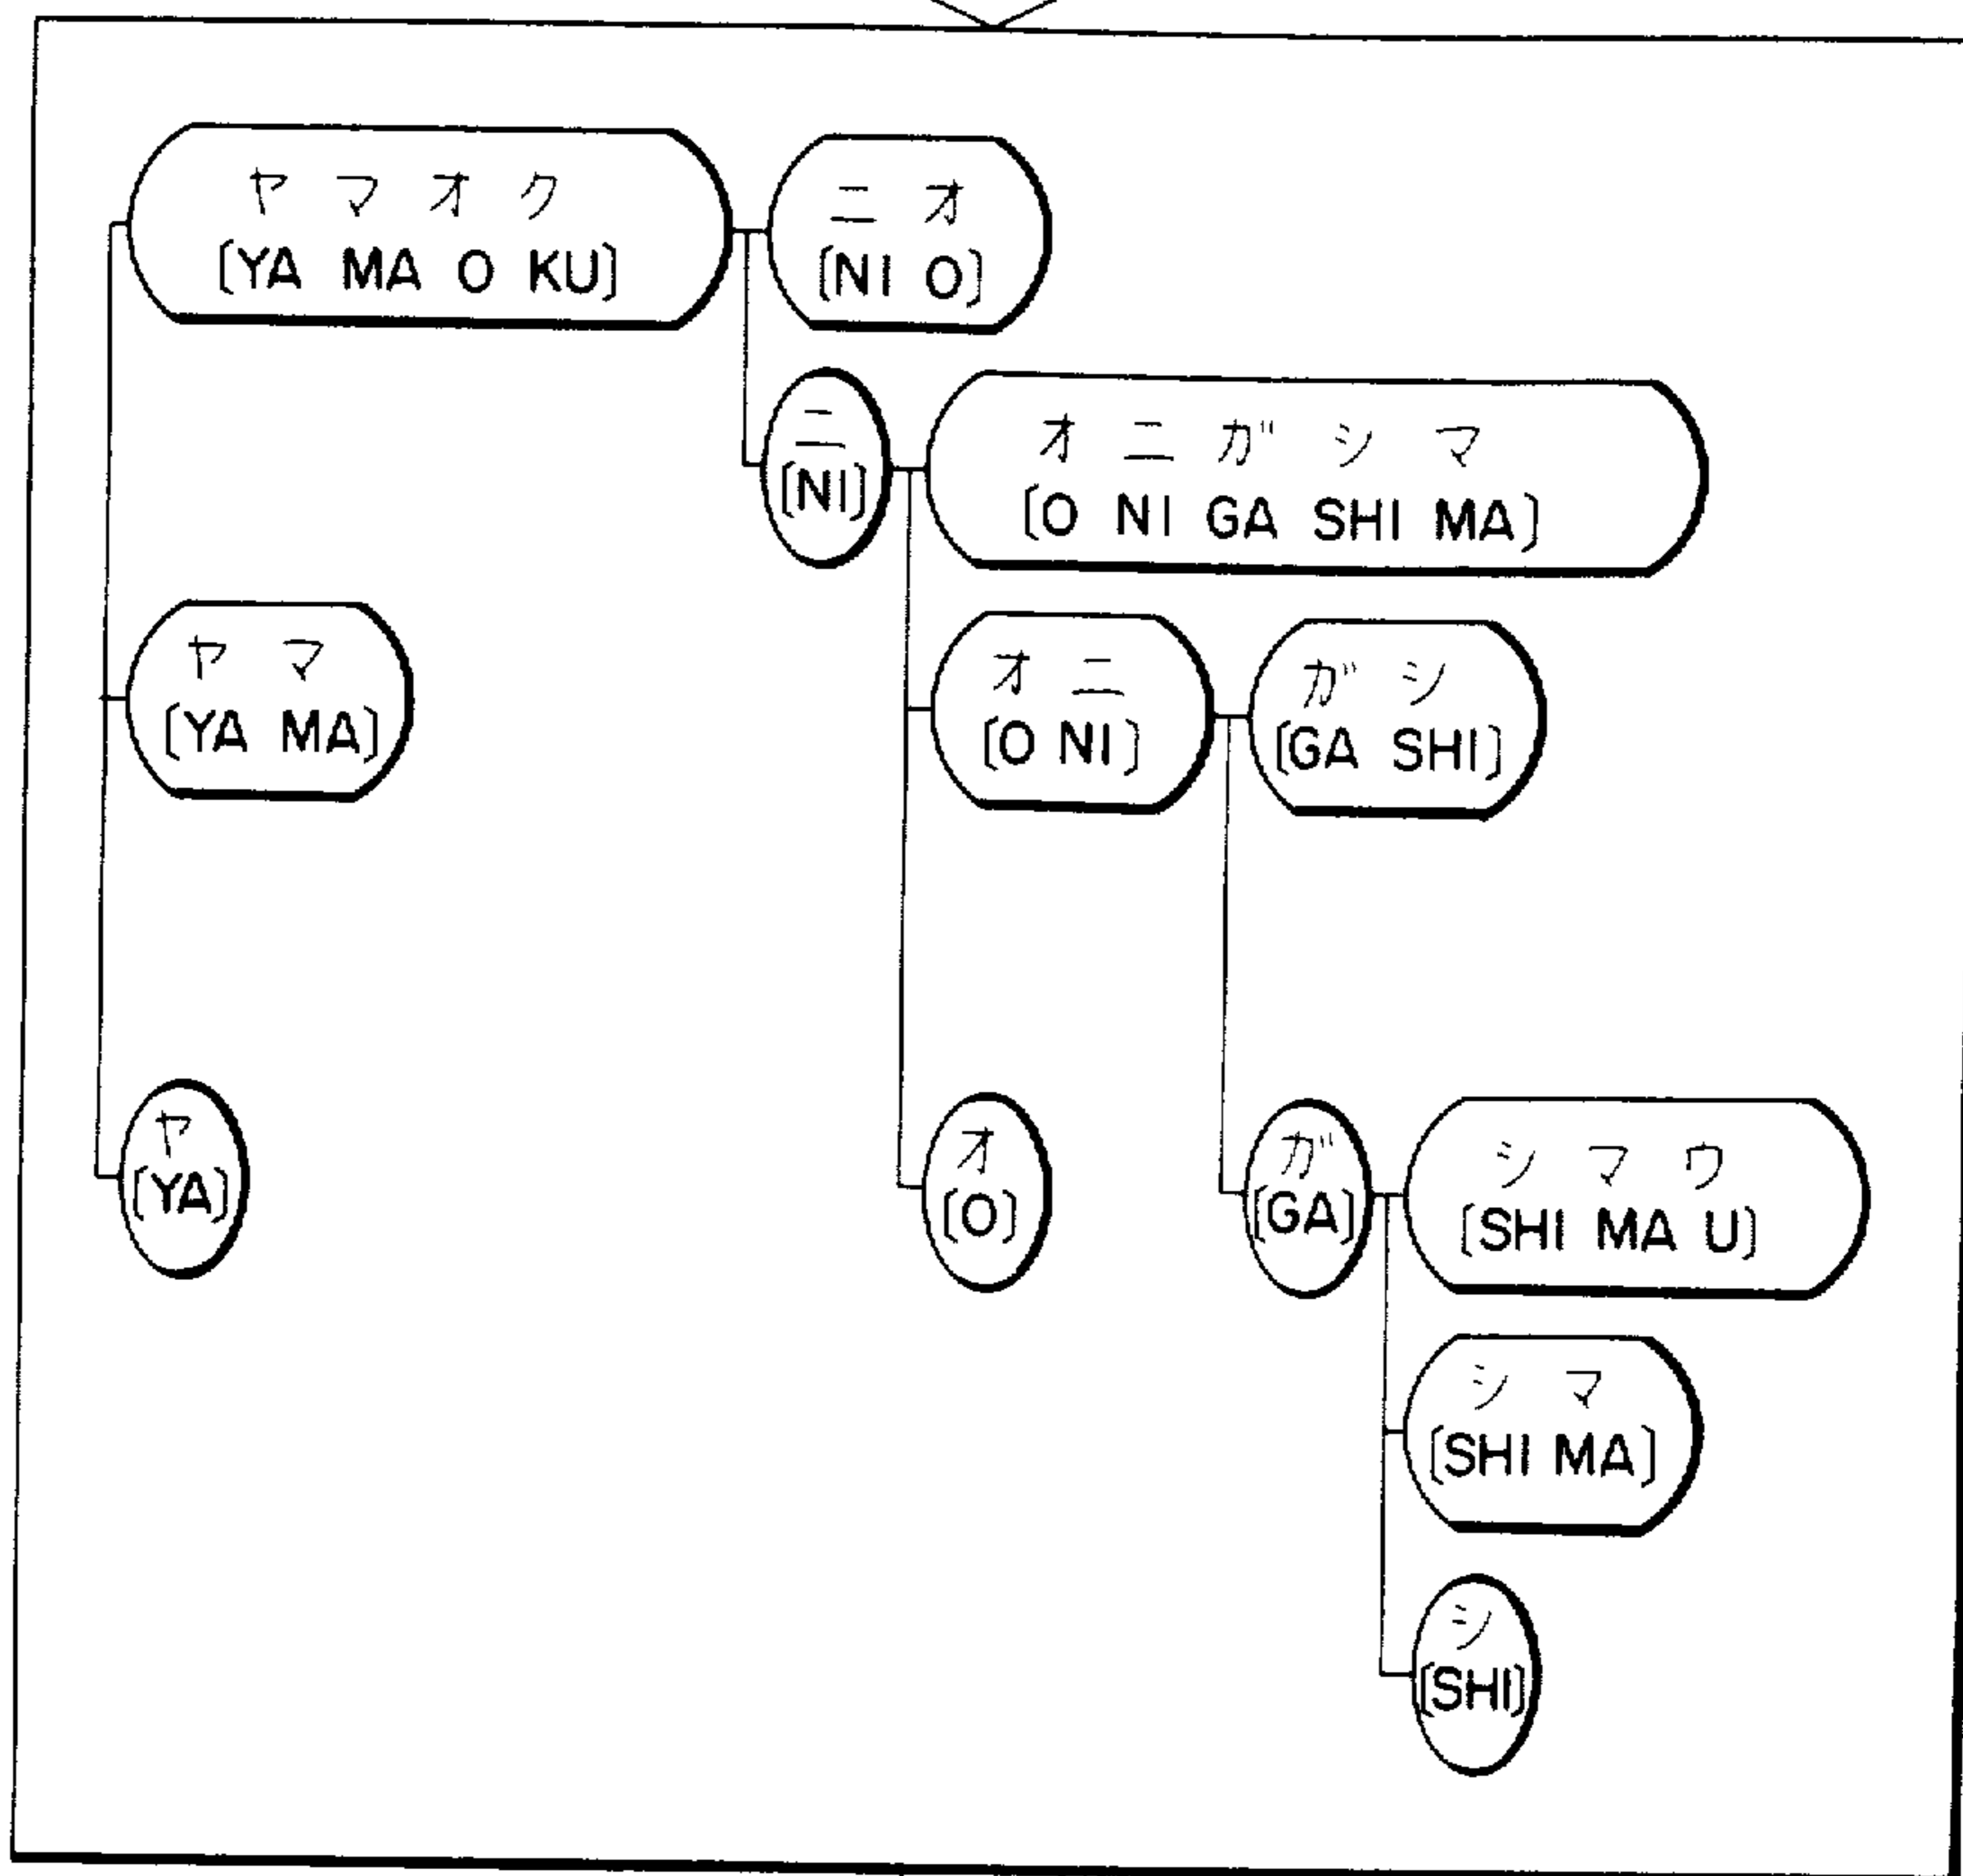 ヤマオク
[YA MA O KU]
ニオ
[NI O]
ニ
[NI]
オニガシマ
[O NI GA SHI MA]
ヤマ
[YA MA]
オニ
[O NI]
ガシ
[GA SHI]
ヤ
[YA]
オ
[O]
ガ
[GA]
シマウ
[SHI MA U]
シマ
[SHI MA]
シ
[SHI]